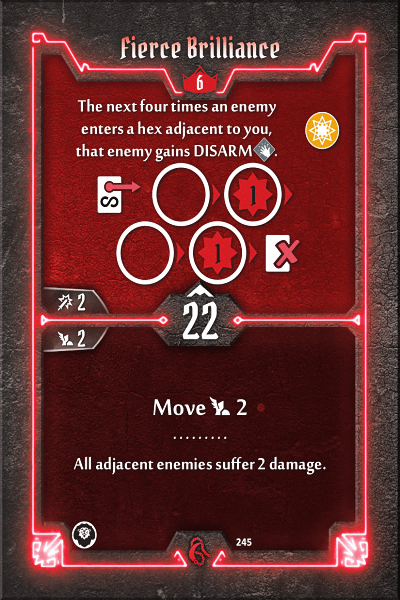 Fierce Brilliance
6
The next four times an enemy
enters a hex adjacent to you,
that enemy gains DISARM.
1
1
2
22
2
Move 2
All adjacent enemies suffer 2 damage.
245